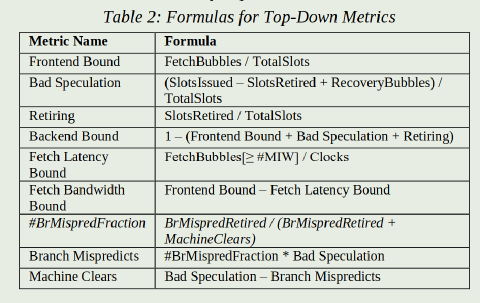 Table 2: Formulas for Top-Down Metrics
Metric Name Formula
Frontend Bound FetchBubbles / TotalSlots
Bad Speculation (SlotsIssued – SlotsRetired + RecoveryBubbles) /
TotalSlots
Retiring SlotsRetired / TotalSlots
Backend Bound 1 – (Frontend Bound + Bad Speculation + Retiring)
Fetch Latency FetchBubbles[≥ #MIW] / Clocks
Bound
Fetch Bandwidth Frontend Bound – Fetch Latency Bound
Bound
#BrMispredFraction BrMispredRetired / (BrMispredRetired +
MachineClears)
Branch Mispredicts #BrMispredFraction * Bad Speculation
Machine Clears Bad Speculation – Branch Mispredicts